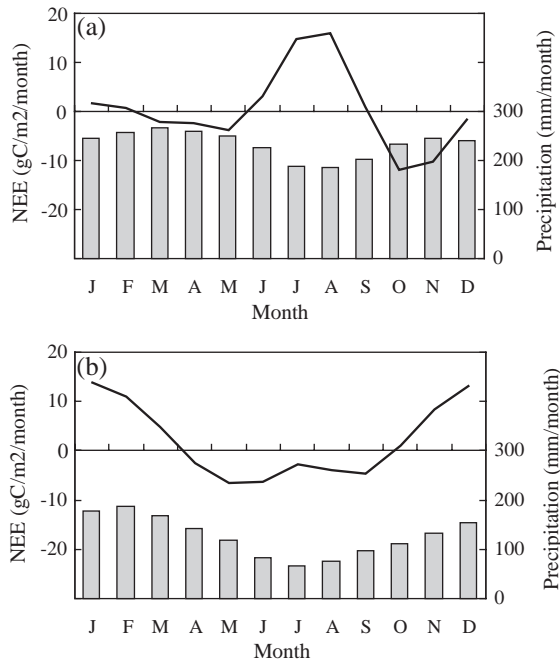 (a)
20
10
0
-10
-20
NEE (gC/m2/month)
300
200
100
0
Precipitation (mm/month)
J F M A M J J A S O N D
Month
(b)
20
10
0
-10
-20
NEE (gC/m2/month)
300
200
100
0
Precipitation (mm/month)
J F M A M J J A S O N D
Month